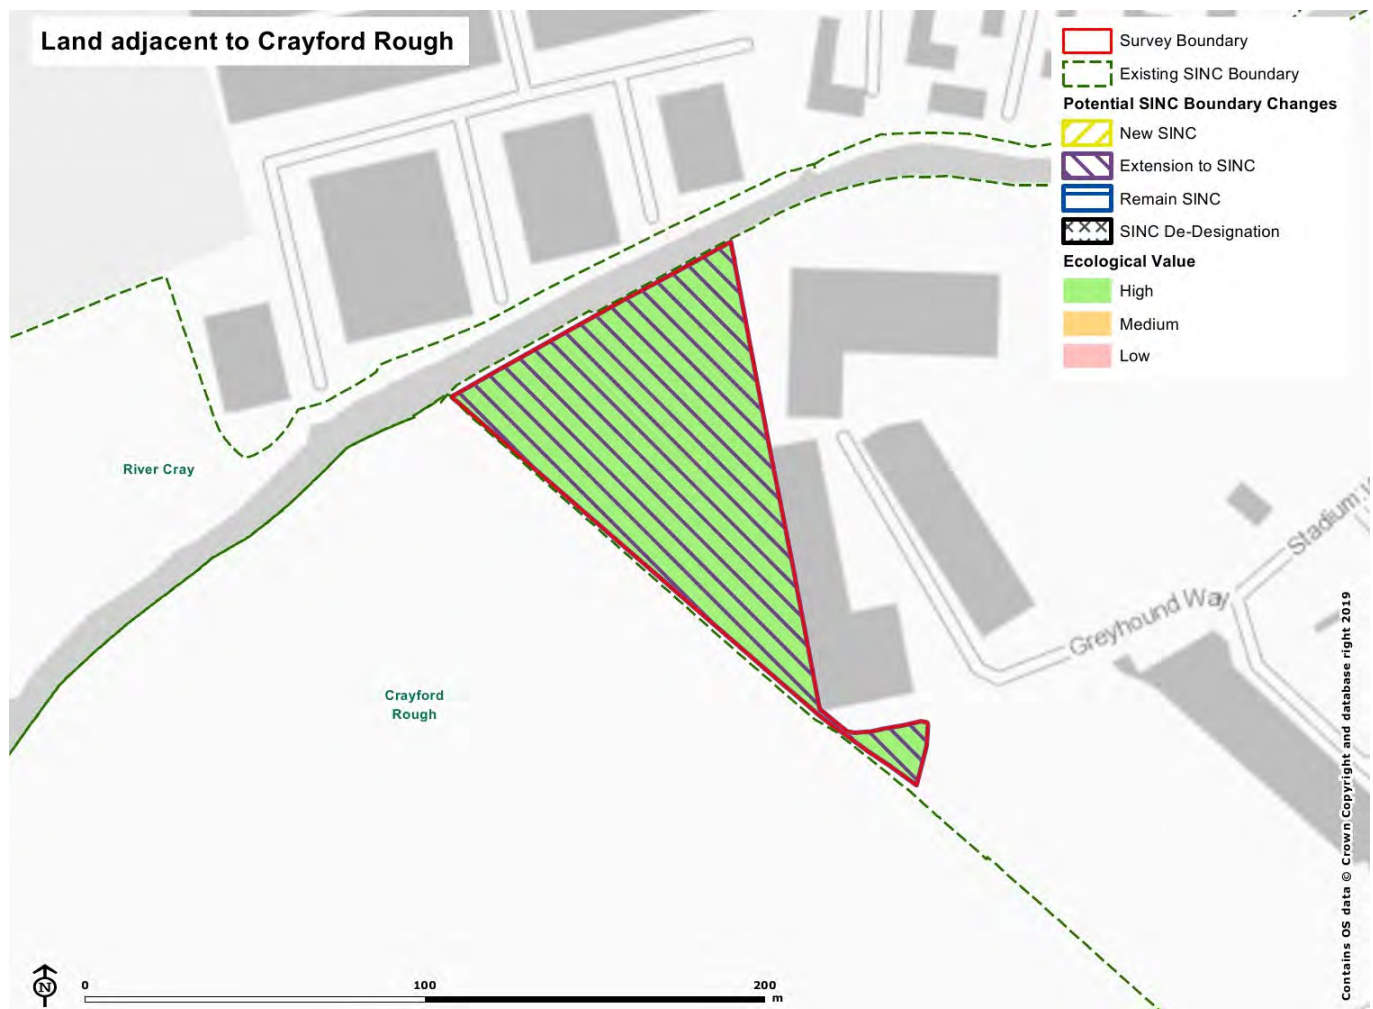 Land adjacent to Crayford Rough
Survey Boundary
Existing SINC Boundary
Potential SINC Boundary Changes
New SINC
Extension to SINC
Remain SINC
SINC De-Designation
Ecological Value
High
Medium
Low
River Cray
Crayford
Rough
Greyhound Way
Stadium
N
0
100
200
m
Contains OS data © Crown Copyright and database right 2019